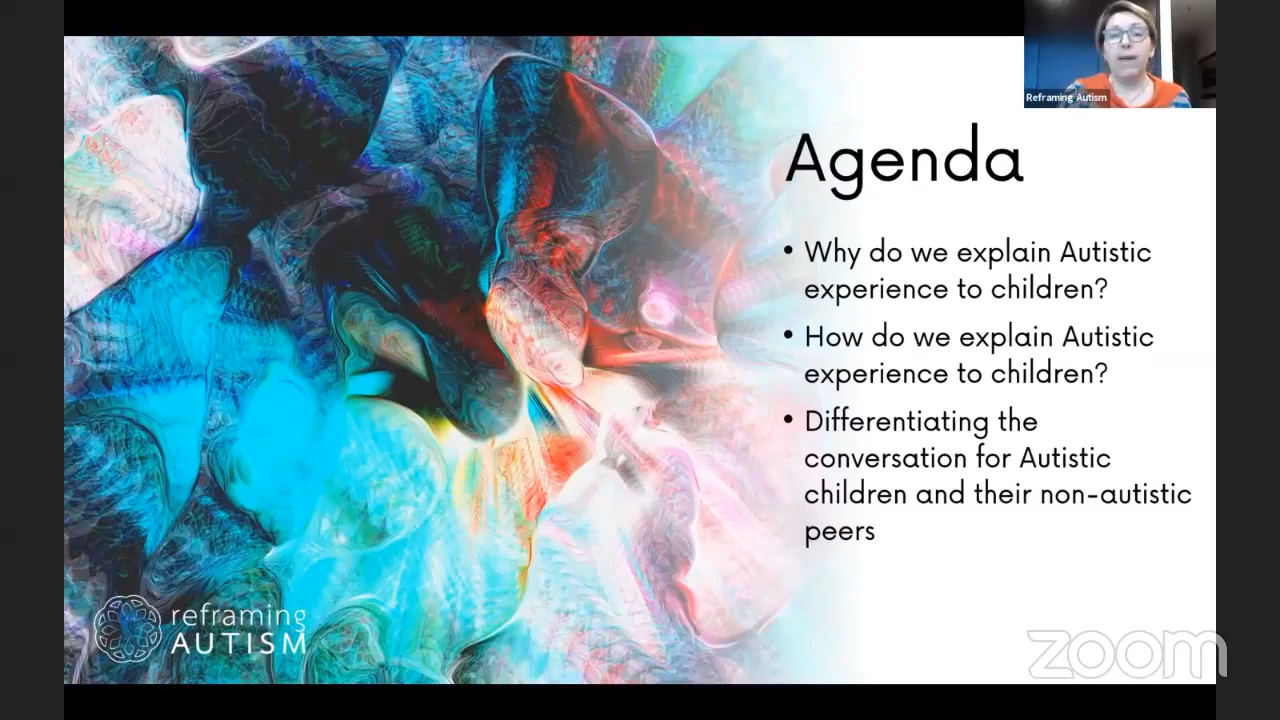 Reframing Autism
Agenda
• Why do we explain Autistic
experience to children?
• How do we explain Autistic
experience to children?
• Differentiating the
conversation for Autistic
children and their non-autistic
peers
reframing
AUTISM
zoom